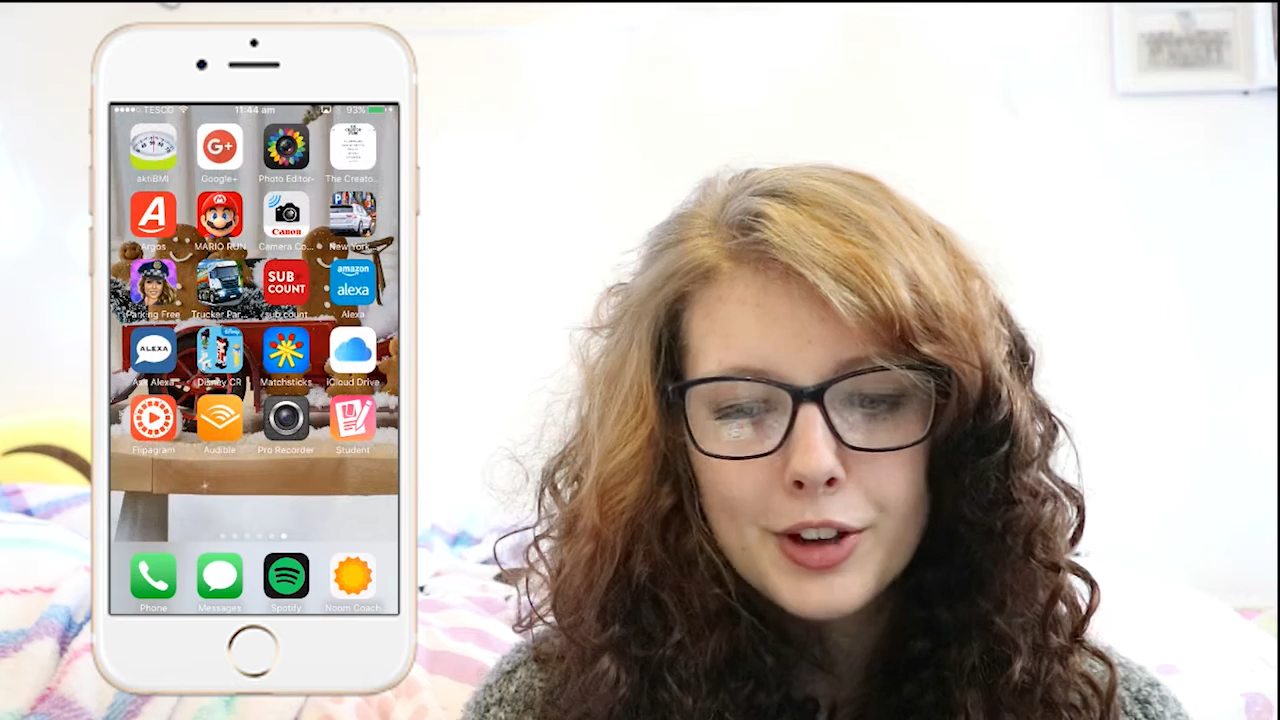 TESCO 11:44 am 93%
aktiBMI Google+ Photo Editor- The Creato...
Argos MARIO RUN Camera Co... New York...
Canon
Parking Free Trucker Par... sub count Alexa
SUB COUNT
amazon alexa
Ask Alexa Disney CR Matchsticks iCloud Drive
ALEXA
Flipagram Audible Pro Recorder Student
Phone Messages Spotify Noom Coach